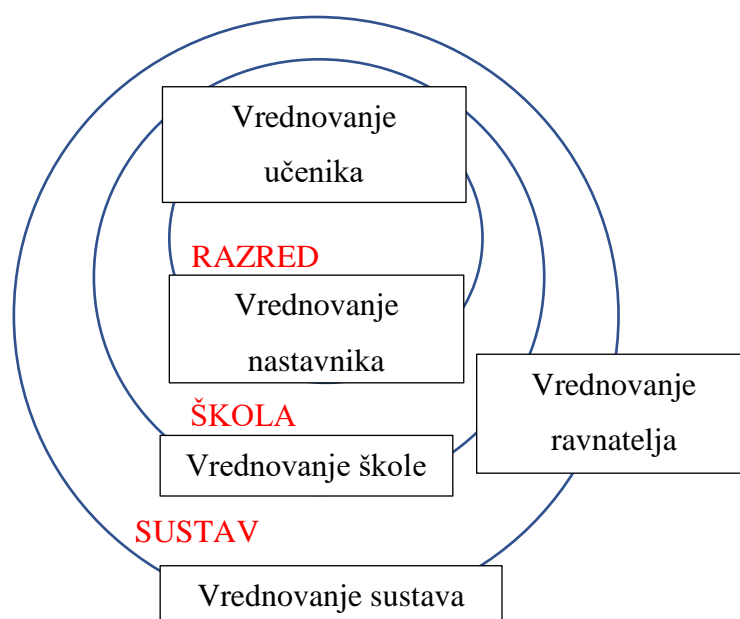 Vrednovanje
učenika
RAZRED
Vrednovanje
nastavnika
Vrednovanje
ravnatelja
ŠKOLA
Vrednovanje škole
SUSTAV
Vrednovanje sustava